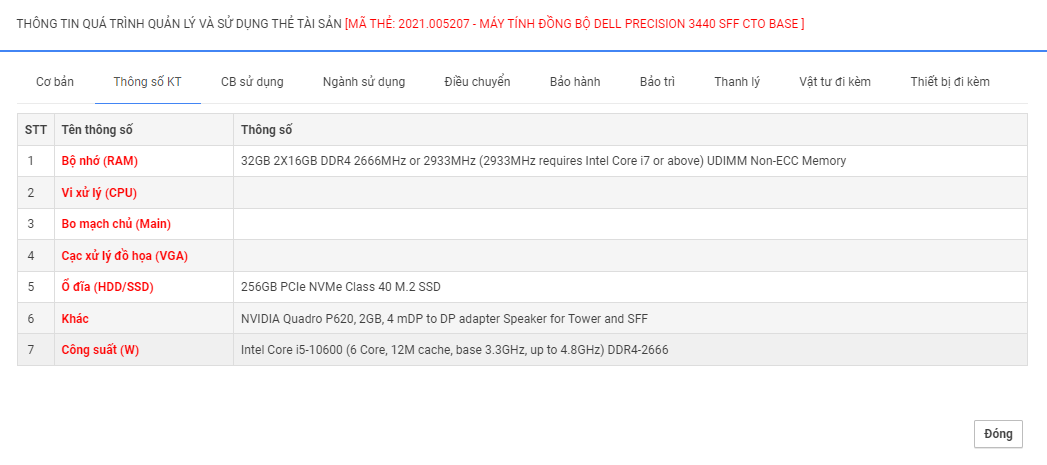 THÔNG TIN QUÁ TRÌNH QUẢN LÝ VÀ SỬ DỤNG THẺ TÀI SẢN [MÃ THẺ: 2021.005207 - MÁY TÍNH ĐỒNG BỘ DELL PRECISION 3440 SFF CTO BASE ]
Cơ bản Thông số KT CB sử dụng Ngành sử dụng Điều chuyển Bảo hành Bảo trì Thanh lý Vật tư đi kèm Thiết bị đi kèm
STT Tên thông số Thông số
1 Bộ nhớ (RAM) 32GB 2X16GB DDR4 2666MHz or 2933MHz (2933MHz requires Intel Core i7 or above) UDIMM Non-ECC Memory
2 Vi xử lý (CPU)
3 Bo mạch chủ (Main)
4 Cạc xử lý đồ họa (VGA)
5 Ổ đĩa (HDD/SSD) 256GB PCIe NVMe Class 40 M.2 SSD
6 Khác NVIDIA Quadro P620, 2GB, 4 mDP to DP adapter Speaker for Tower and SFF
7 Công suất (W) Intel Core i5-10600 (6 Core, 12M cache, base 3.3GHz, up to 4.8GHz) DDR4-2666
Đóng